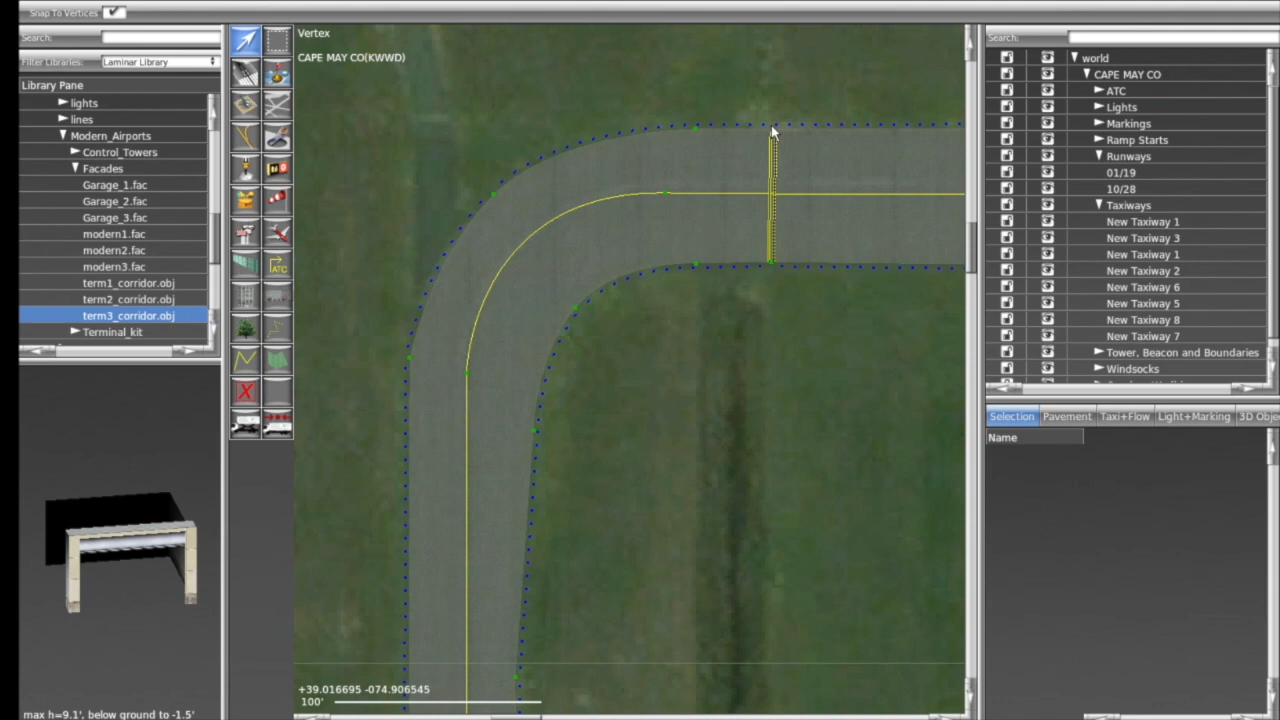 Snap To Vertices
Search:
Filter Libraries: Laminar Library
Library Pane
lights
lines
Modern_Airports
Control_Towers
Facades
Garage_1.fac
Garage_2.fac
Garage_3.fac
modern1.fac
modern2.fac
modern3.fac
term1_corridor.obj
term2_corridor.obj
term3_corridor.obj
Terminal_kit
max h=9.1', below ground to -1.5'
ATC
Vertex
CAPE MAY CO(KWWD)
+39.016695 -074.906545
100'
Search:
world
CAPE MAY CO
ATC
Lights
Markings
Ramp Starts
Runways
01/19
10/28
Taxiways
New Taxiway 1
New Taxiway 3
New Taxiway 1
New Taxiway 2
New Taxiway 6
New Taxiway 5
New Taxiway 8
New Taxiway 7
Tower, Beacon and Boundaries
Windsocks
Selection Pavement Taxi+Flow Light+Marking 3D Obje
Name